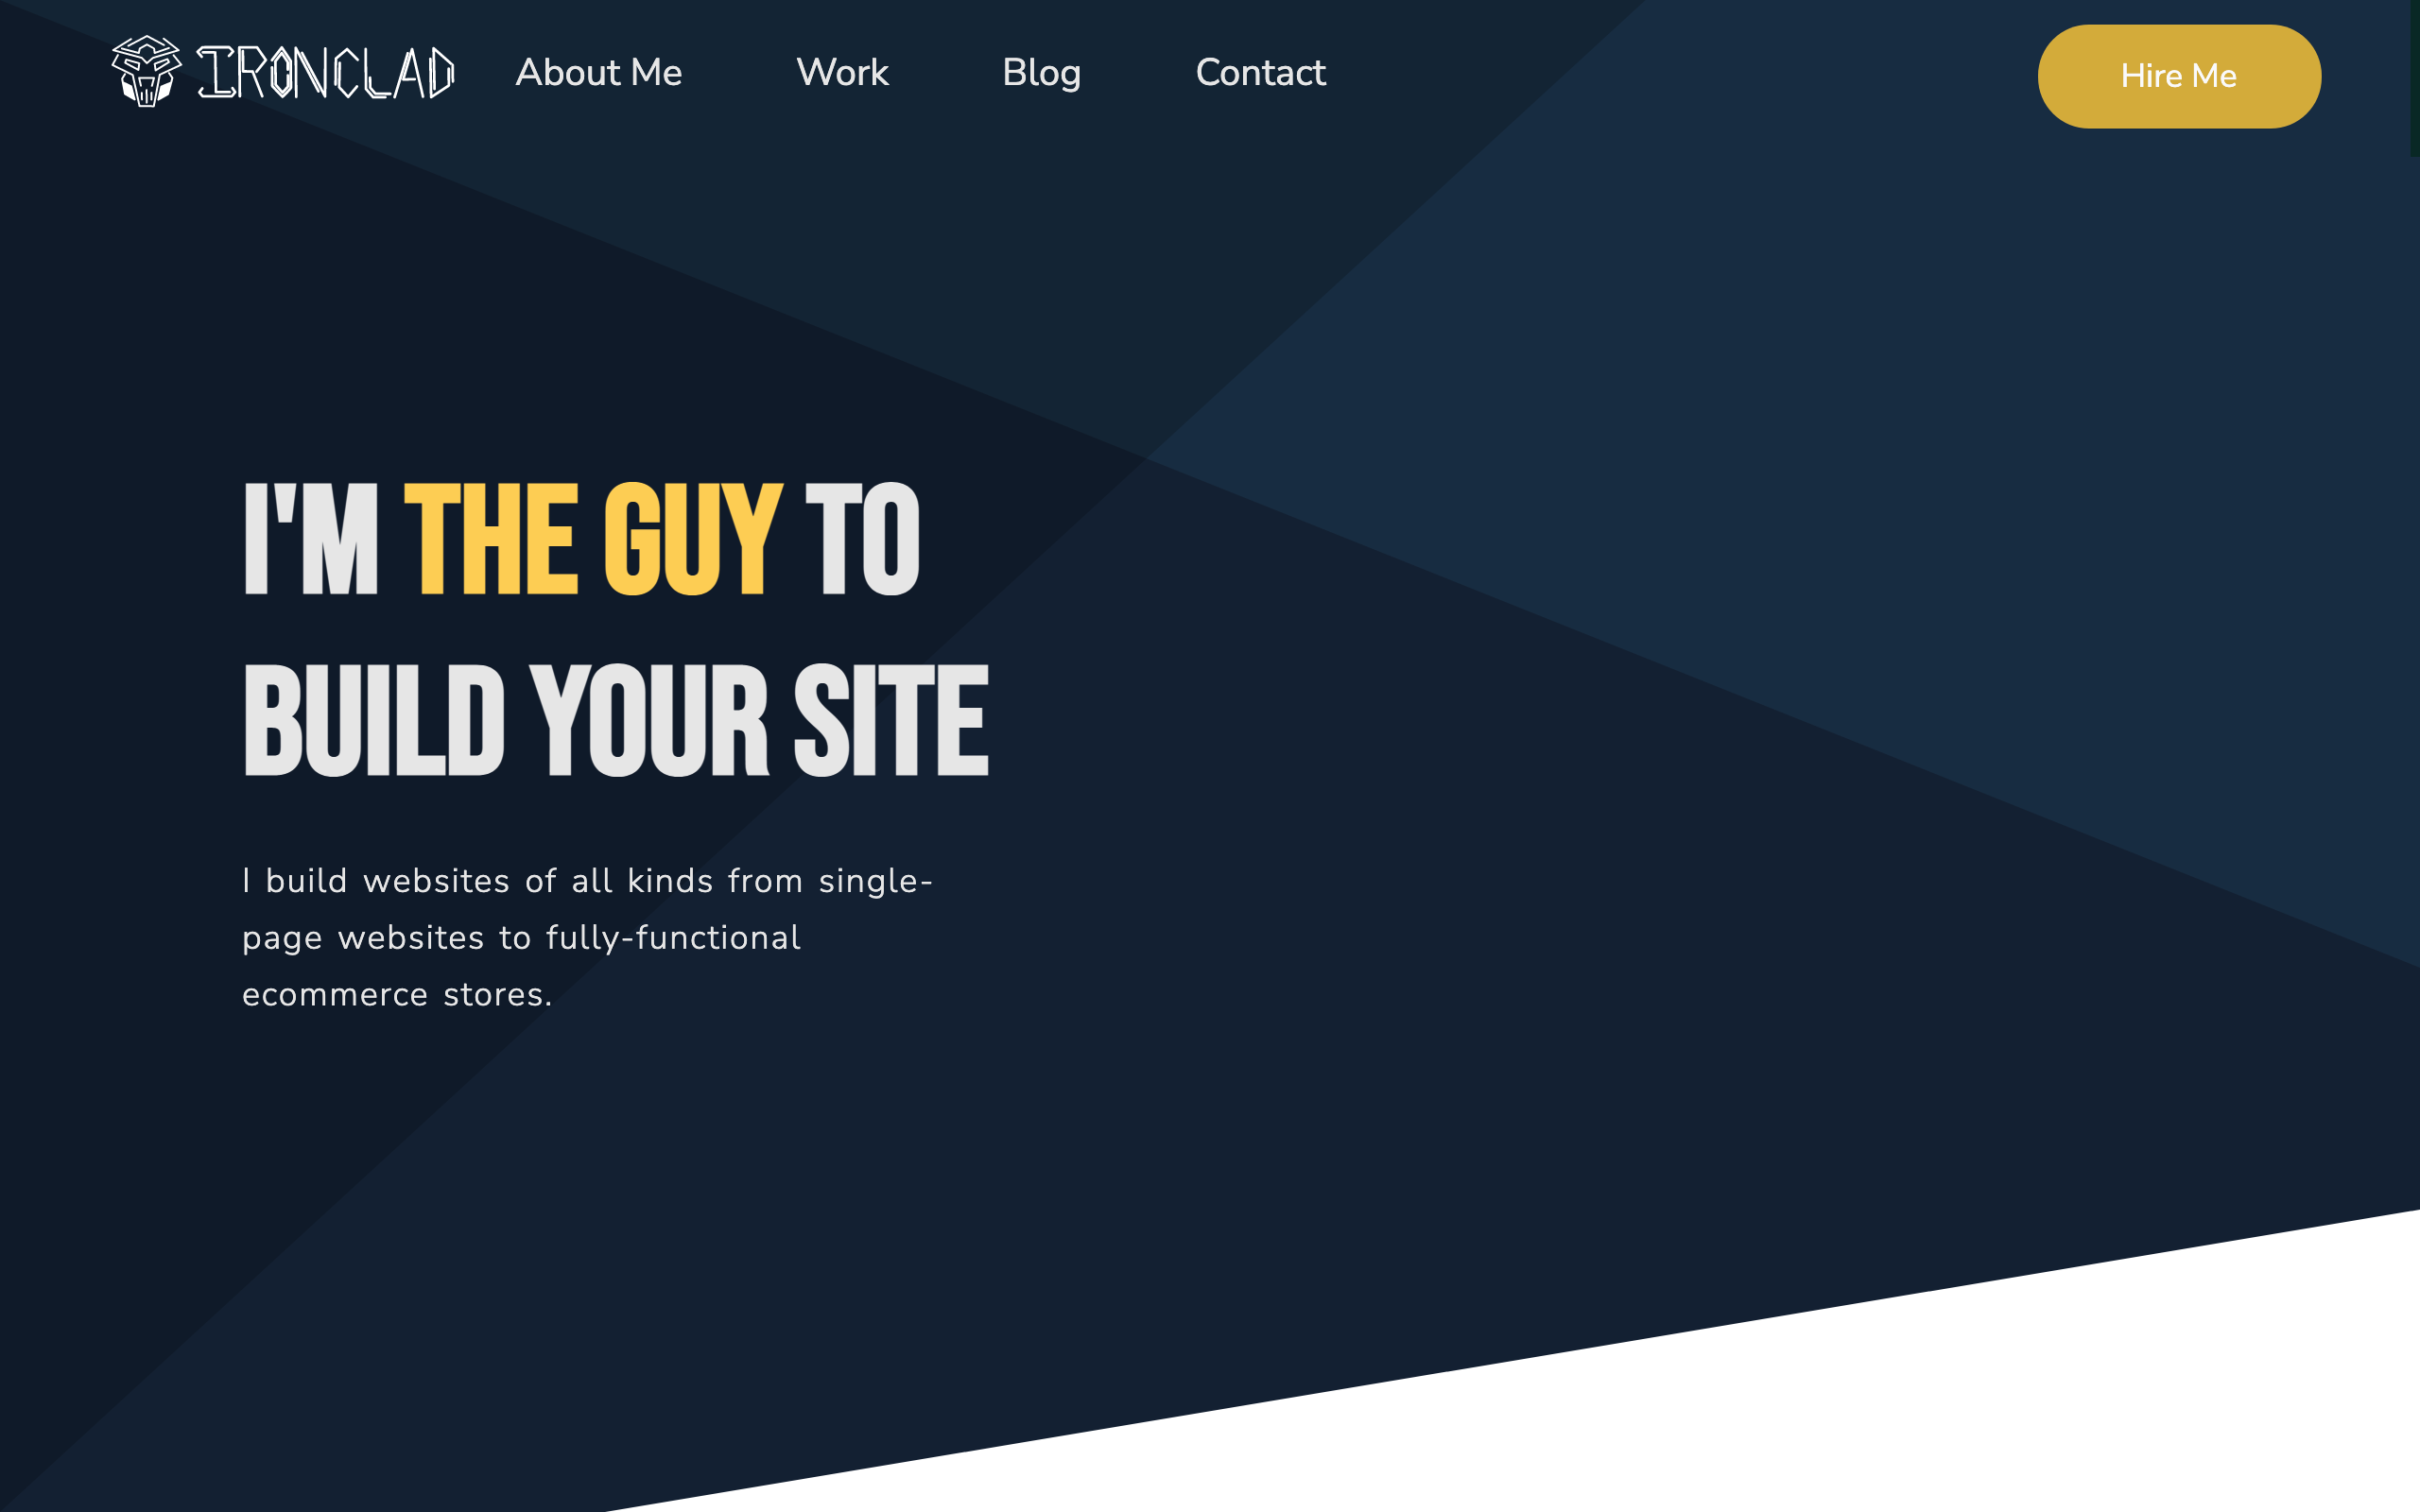 IRONCLAD About Me Work Blog Contact Hire Me
I'M THE GUY TO
BUILD YOUR SITE
I build websites of all kinds from single-
page websites to fully-functional
ecommerce stores.